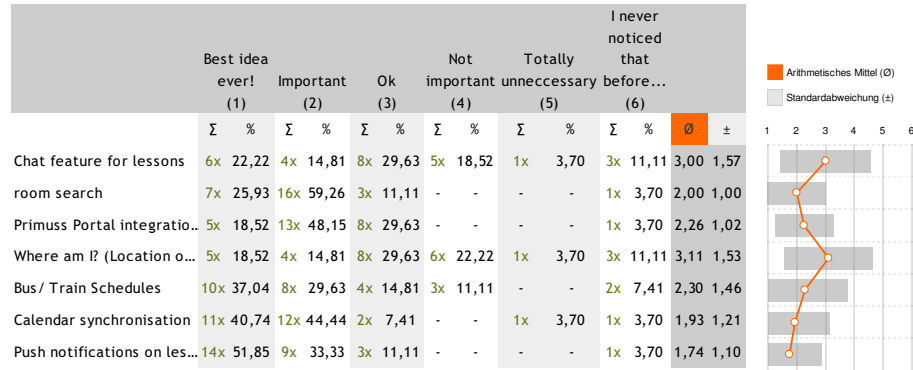 I never
noticed
Best idea Not Totally that
ever! Important Ok important unneccessary before...
(1) (2) (3) (4) (5) (6)
Σ % Σ % Σ % Σ % Σ % Σ % Ø ±
Chat feature for lessons 6x 22,22 4x 14,81 8x 29,63 5x 18,52 1x 3,70 3x 11,11 3,00 1,57
room search 7x 25,93 16x 59,26 3x 11,11 - - - - 1x 3,70 2,00 1,00
Primuss Portal integratio... 5x 18,52 13x 48,15 8x 29,63 - - - - 1x 3,70 2,26 1,02
Where am I? (Location o... 5x 18,52 4x 14,81 8x 29,63 6x 22,22 1x 3,70 3x 11,11 3,11 1,53
Bus/ Train Schedules 10x 37,04 8x 29,63 4x 14,81 3x 11,11 - - 2x 7,41 2,30 1,46
Calendar synchronisation 11x 40,74 12x 44,44 2x 7,41 - - 1x 3,70 1x 3,70 1,93 1,21
Push notifications on les... 14x 51,85 9x 33,33 3x 11,11 - - - - 1x 3,70 1,74 1,10
Arithmetisches Mittel (Ø)
Standardabweichung (±)
1 2 3 4 5 6